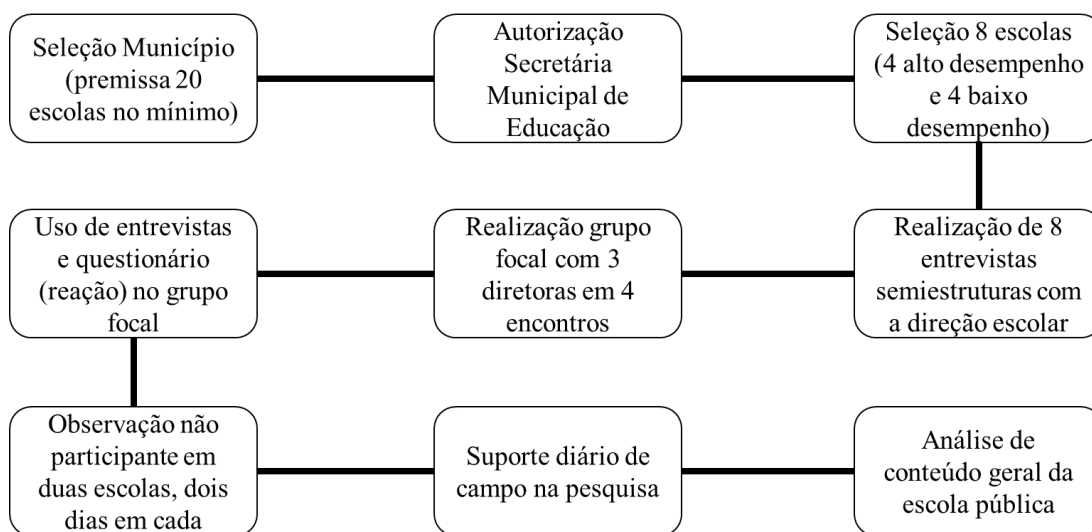 Seleção Município
(premissa 20
escolas no mínimo)
Autorização
Secretária
Municipal de
Educação
Seleção 8 escolas
(4 alto desempenho
e 4 baixo
desempenho)
Uso de entrevistas
e questionário
(reação) no grupo
focal
Realização grupo
focal com 3
diretoras em 4
encontros
Realização de 8
entrevistas
semiestruturas com
a direção escolar
Observação não
participante em
duas escolas, dois
dias em cada
Suporte diário de
campo na pesquisa
Análise de
conteúdo geral da
escola pública